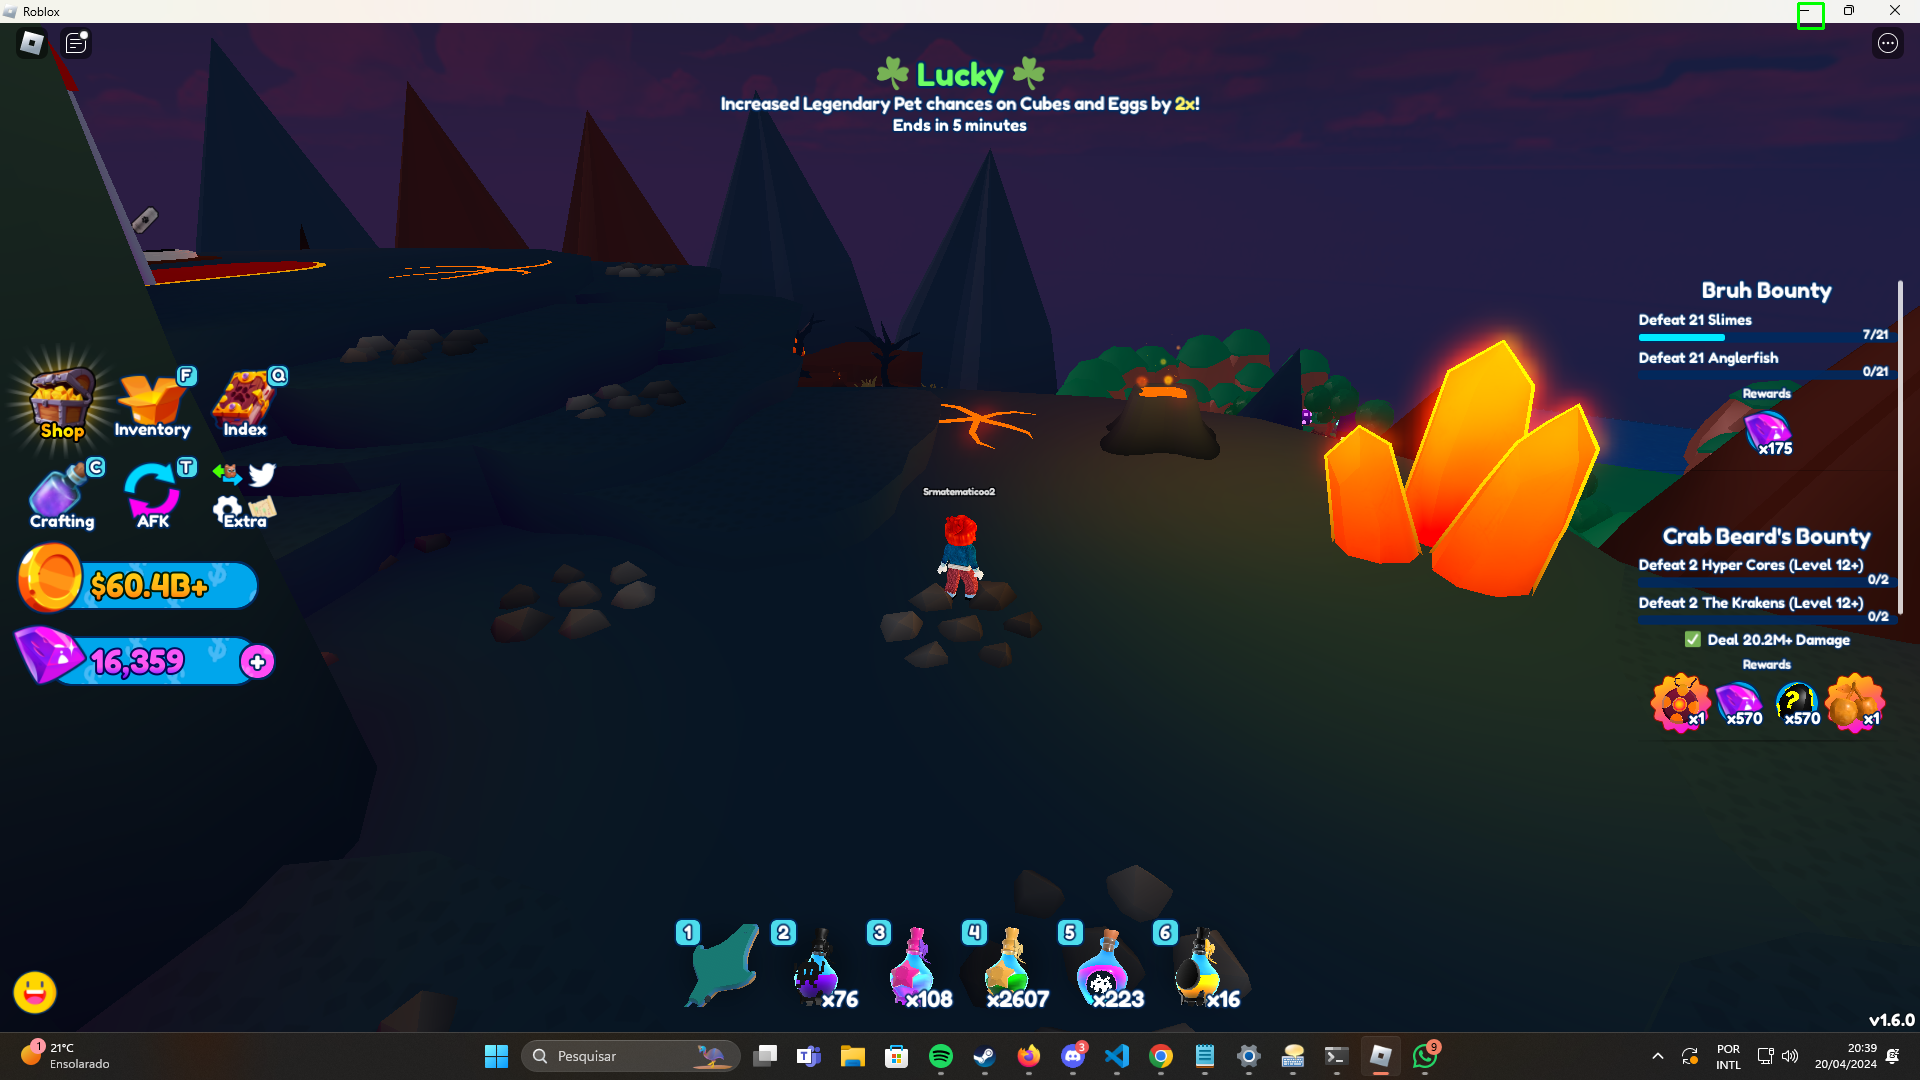 Roblox
Lucky
Increased Legendary Pet chances on Cubes and Eggs by 2x!
Ends in 5 minutes
Bruh Bounty
Defeat 21 Slimes
7/21
Defeat 21 Anglerfish
0/21
Rewards
x175
Crab Beard's Bounty
Defeat 2 Hyper Cores (Level 12+)
0/2
Defeat 2 The Krakens (Level 12+)
0/2
Deal 20.2M+ Damage
Rewards
x1
x570
?
x570
x1
F
Q
Shop
Inventory
Index
C
T
Crafting
AFK
Extra
$60.4B+
16,359
Srmatematicoo2
1
2
x76
3
x108
4
x2607
5
x223
6
x16
v1.6.0
1
21°C
Ensolarado
Pesquisar
3
9
POR
INTL
20:39
20/04/2024